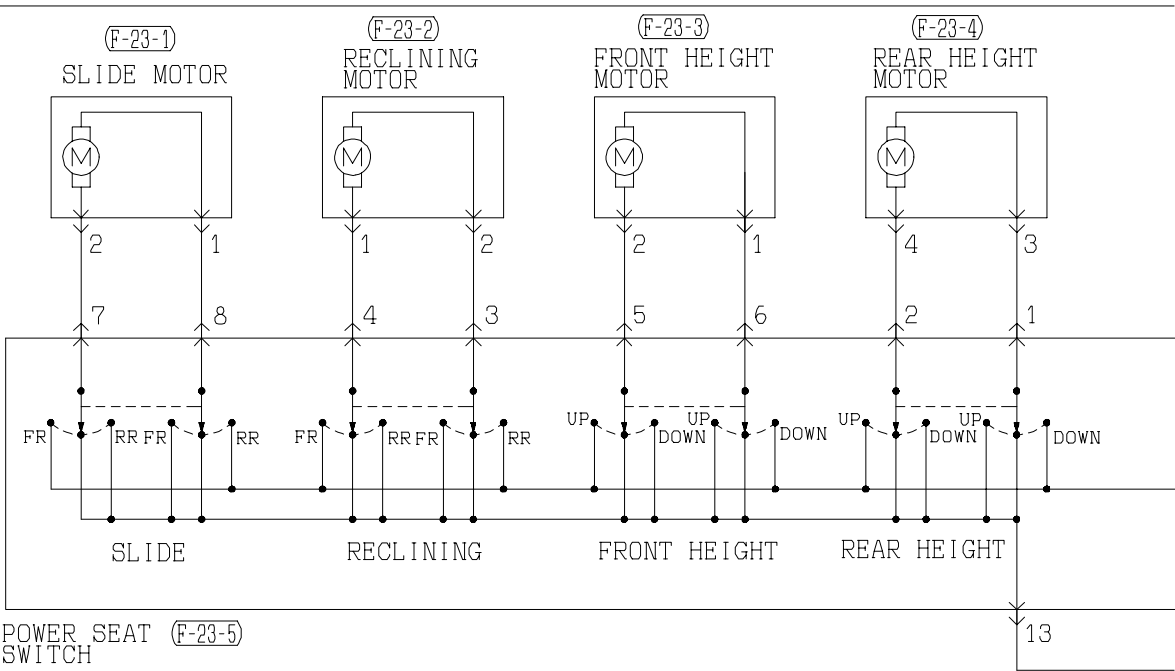 (F-23-1)
SLIDE MOTOR
(F-23-2)
RECLINING
MOTOR
(F-23-3)
FRONT HEIGHT
MOTOR
(F-23-4)
REAR HEIGHT
MOTOR
M M M M
2 1 1 2 2 1 4 3
7 8 4 3 5 6 2 1
FR RR FR RR FR RR FR RR UP DOWN UP DOWN UP DOWN UP DOWN
SLIDE RECLINING FRONT HEIGHT REAR HEIGHT
POWER SEAT (F-23-5)
SWITCH
13